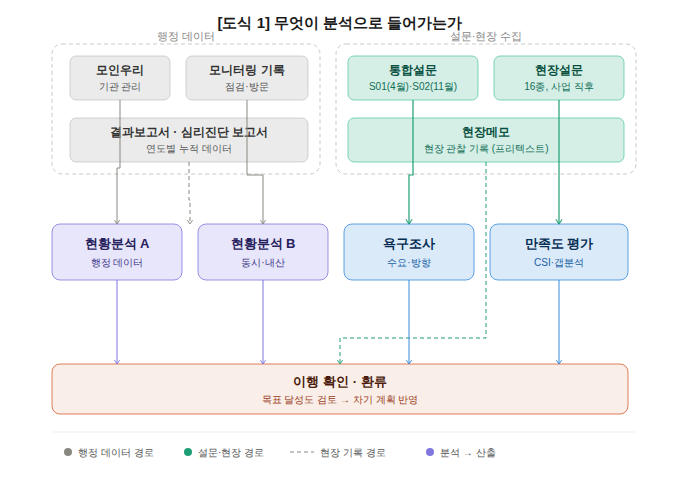 [도식 1] 무엇이 분석으로 들어가는가
행정 데이터
설문·현장 수집
모인우리
기관 관리
모니터링 기록
점검·방문
통합설문
S01(4월)·S02(11월)
현장설문
16종, 사업 직후
결과보고서 · 심리진단 보고서
연도별 누적 데이터
현장메모
현장 관찰 기록 (프리텍스트)
현황분석 A
행정 데이터
현황분석 B
동시·내산
욕구조사
수요·방향
만족도 평가
CSI·갭분석
이행 확인 · 환류
목표 달성도 검토 → 차기 계획 반영
행정 데이터 경로
설문·현장 경로
현장 기록 경로
분석 → 산출